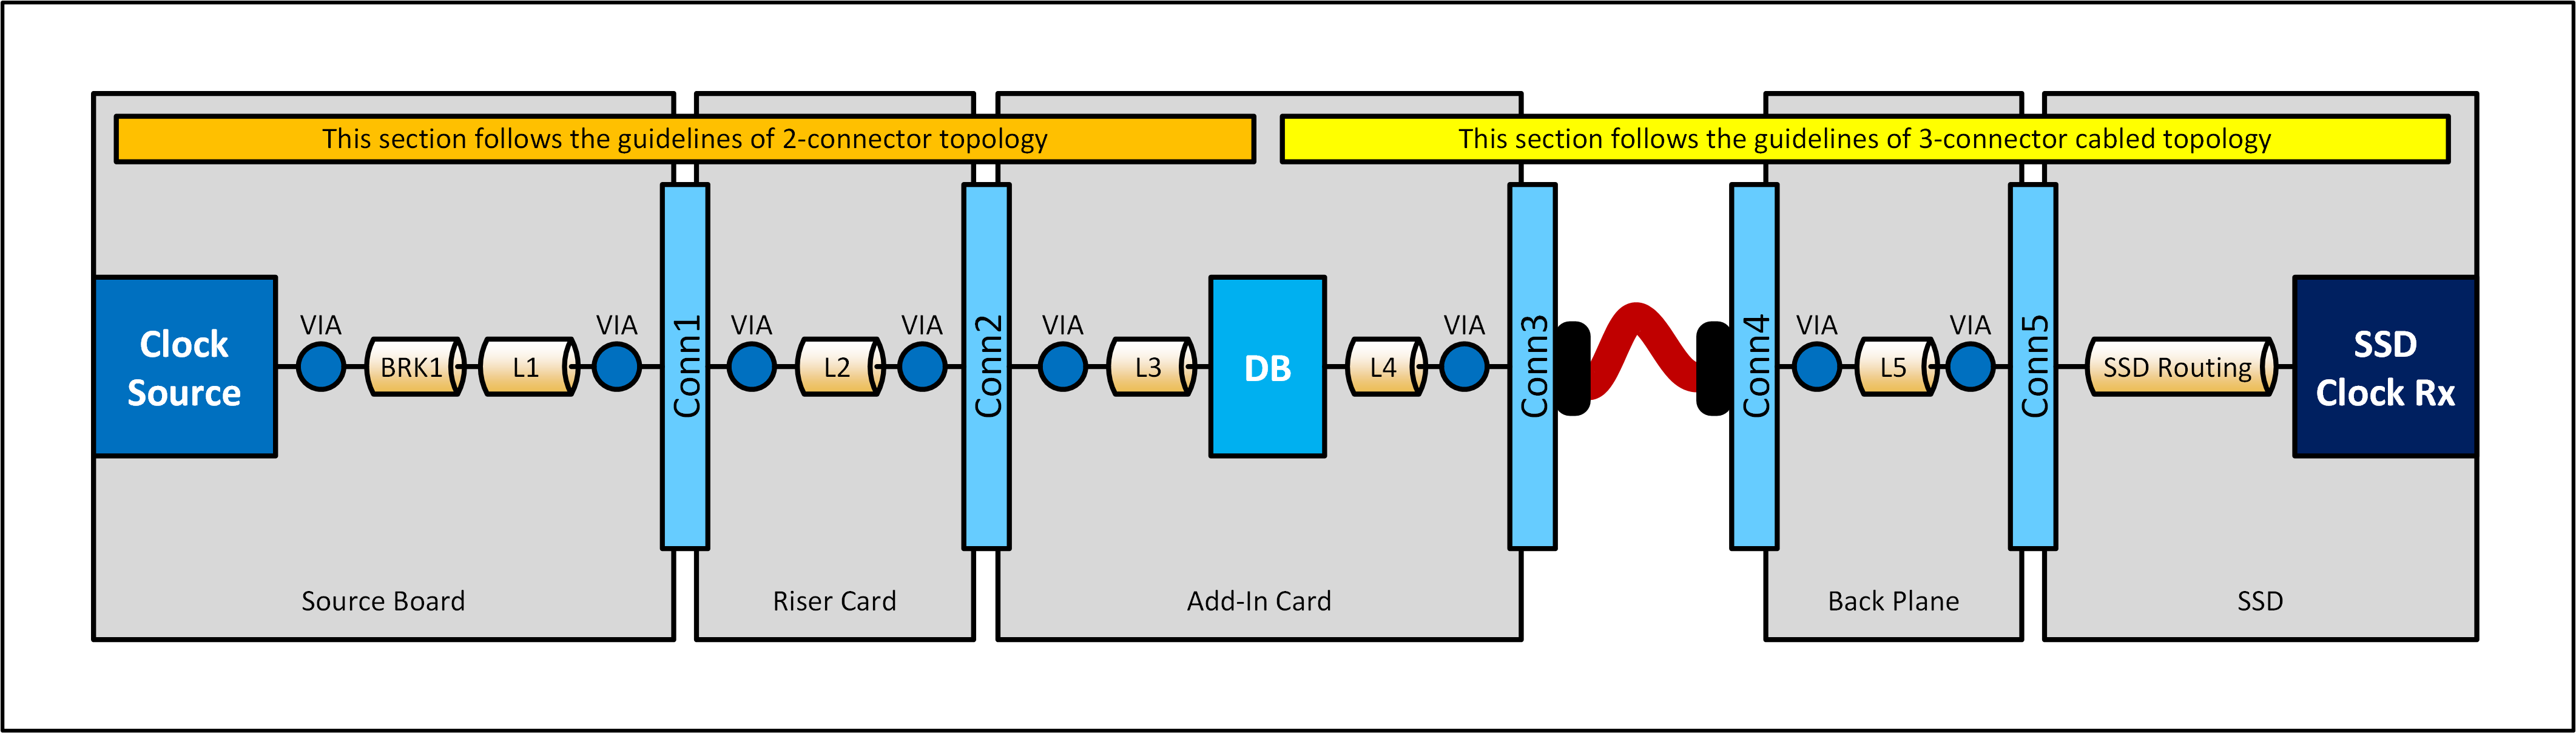 This section follows the guidelines of 2-connector topology
This section follows the guidelines of 3-connector cabled topology
Clock
Source
VIA
BRK1
L1
VIA
Conn1
VIA
L2
VIA
Conn2
VIA
L3
DB
L4
VIA
Conn3
Conn4
VIA
L5
VIA
Conn5
SSD Routing
SSD
Clock Rx
Source Board
Riser Card
Add-In Card
Back Plane
SSD